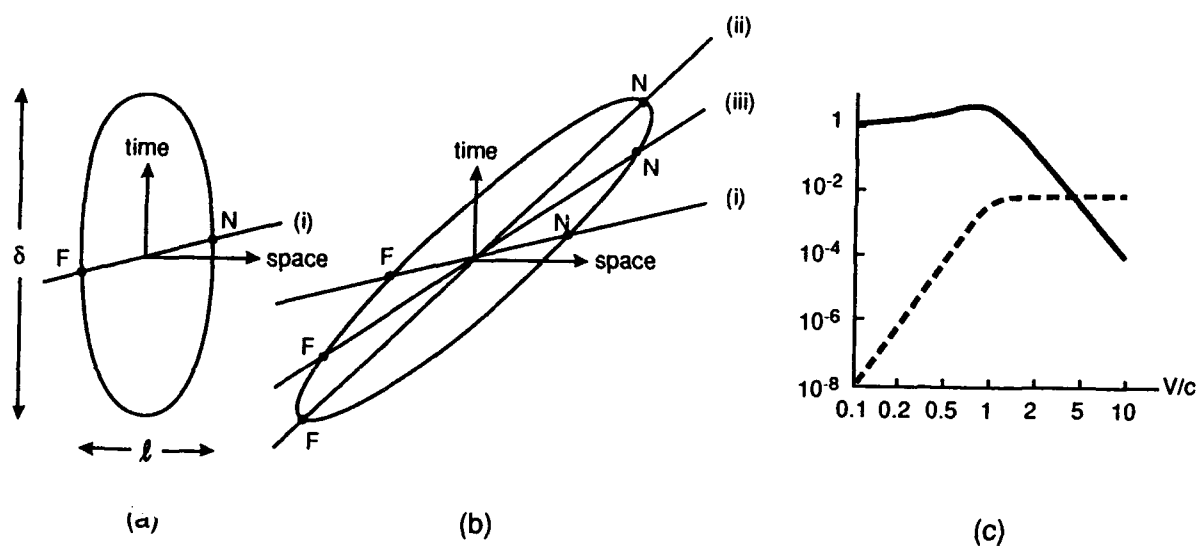 δ
time
space
F
N
(i)
ℓ
(a)
time
space
N
(ii)
N
(iii)
N
(i)
F
F
F
(b)
1
10⁻²
10⁻⁴
10⁻⁶
10⁻⁸
0.1 0.2 0.5 1 2 5 10
V/c
(c)